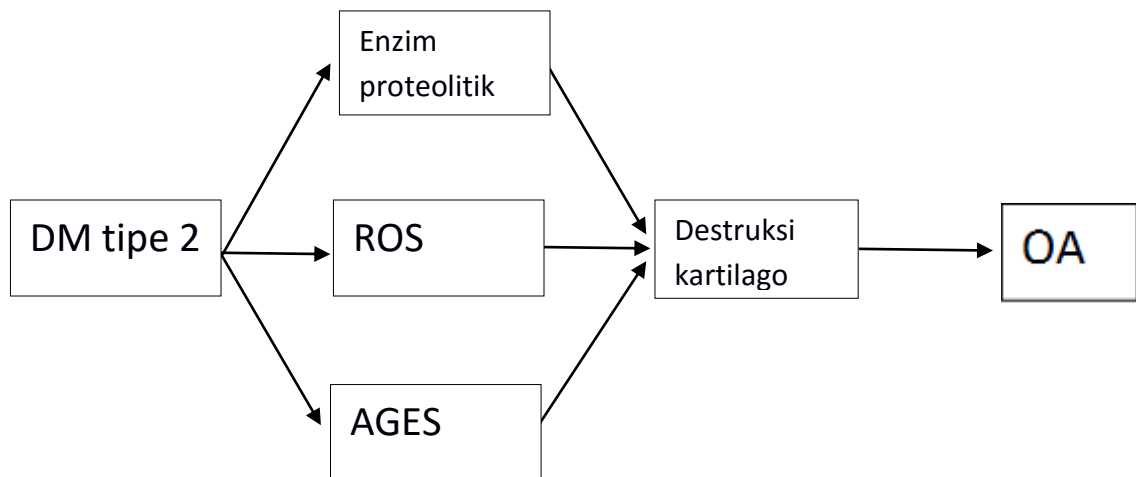 Enzim
proteolitik
DM tipe 2
ROS
Destruksi
kartilago
OA
AGES